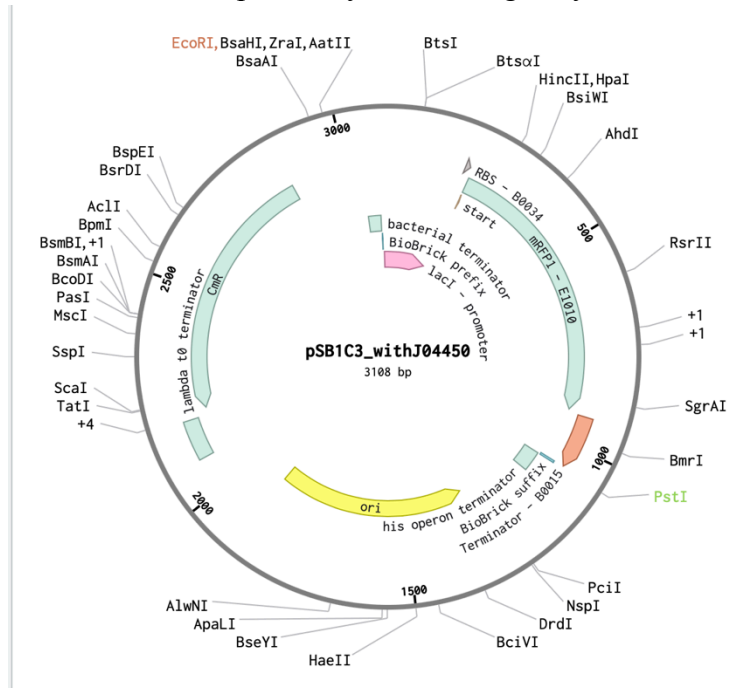 EcoRI,BsaHI,ZraI,AatII
BsaAI
BtsI
BtsαI
HincII,HpaI
BsiWI
AhdI
3000
BspEI
BsrDI
AclI
BpmI
BsmBI,+1
BsmAI
BcoDI
PasI
MscI
SspI
ScaI
TatI
+4
2500
CmR
lambda t0 terminator
2000
RBS - B0034
start
mRFP1 - E1010
bacterial terminator
BioBrick prefix
lacI - promoter
500
RsrII
+1
+1
SgrAI
BmrI
1000
PstI
pSB1C3_withJ04450
3108 bp
Terminator - B0015
BioBrick suffix
his operon terminator
ori
PciI
NspI
DrdI
BciVI
1500
HaeII
BseYI
ApaLI
AlwNI